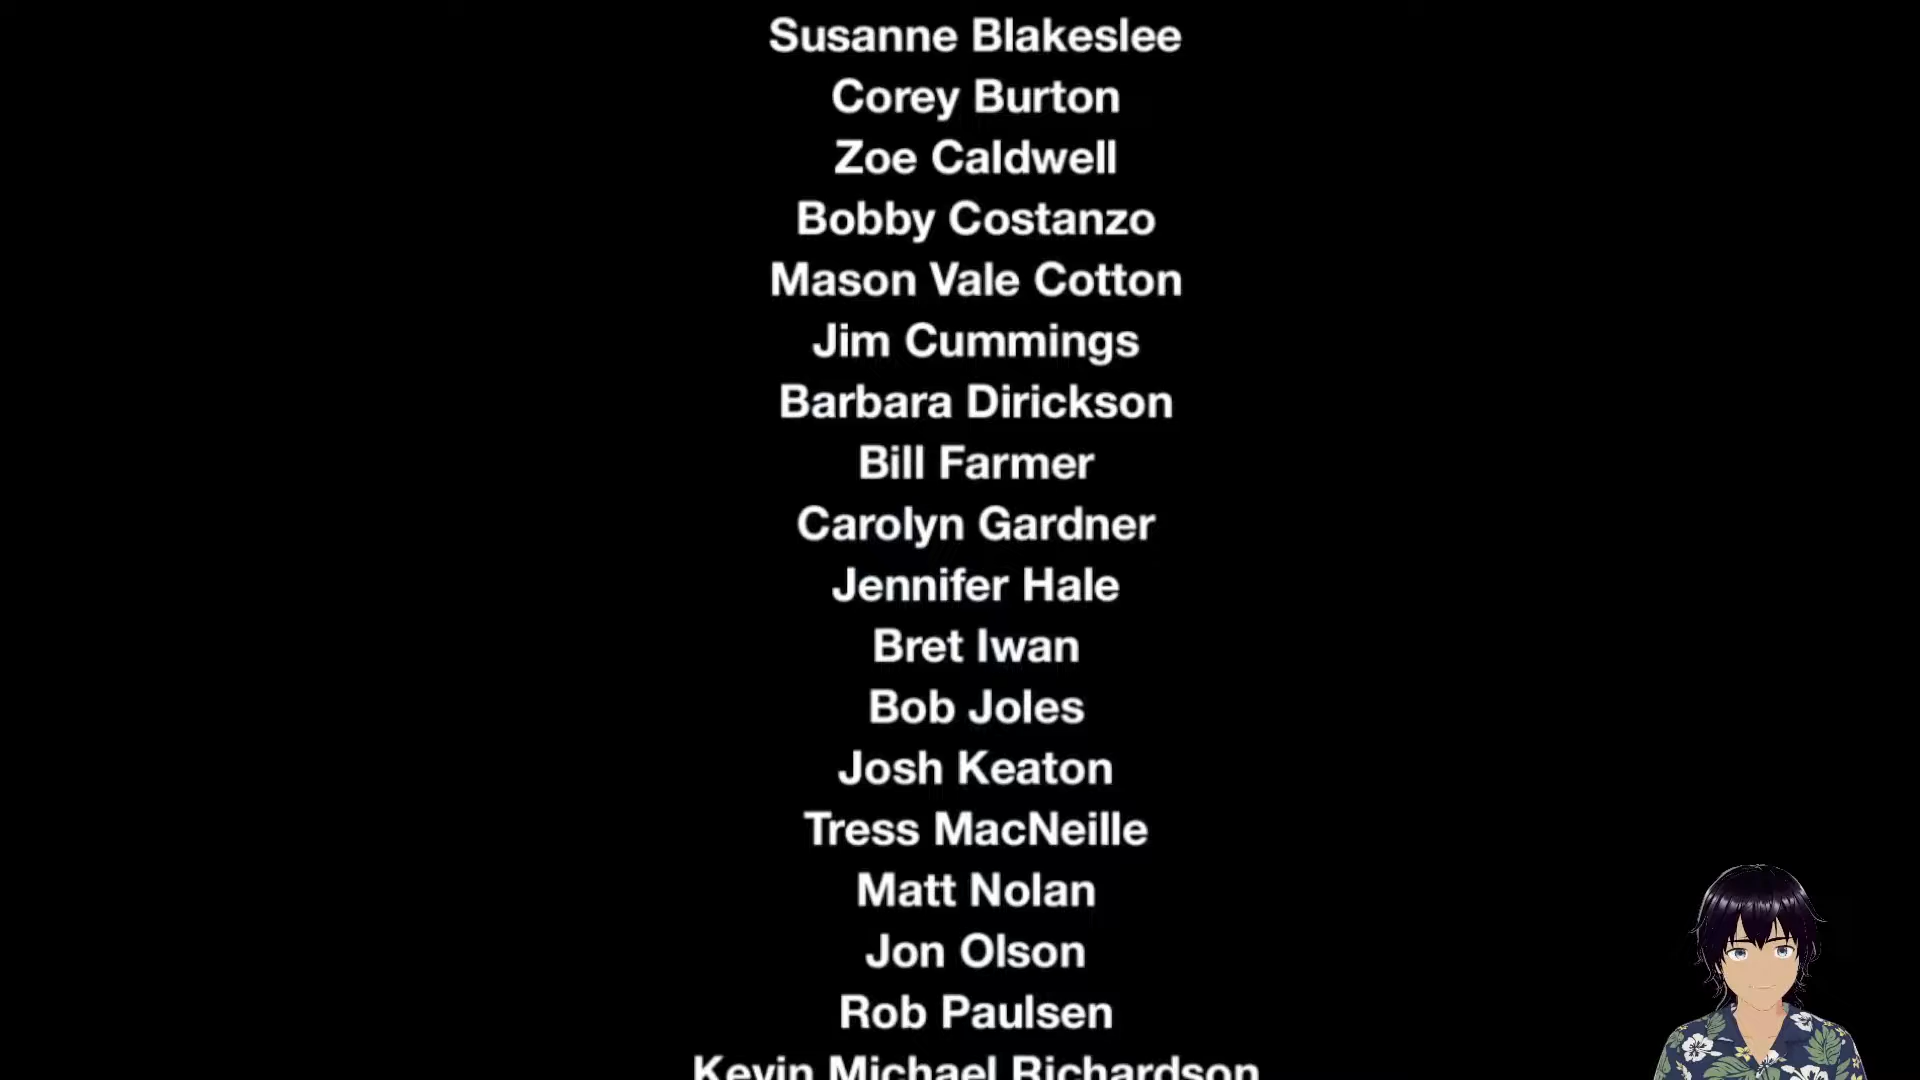 Susanne Blakeslee
Corey Burton
Zoe Caldwell
Bobby Costanzo
Mason Vale Cotton
Jim Cummings
Barbara Dirickson
Bill Farmer
Carolyn Gardner
Jennifer Hale
Bret Iwan
Bob Joles
Josh Keaton
Tress MacNeille
Matt Nolan
Jon Olson
Rob Paulsen
Kevin Michael Richardson